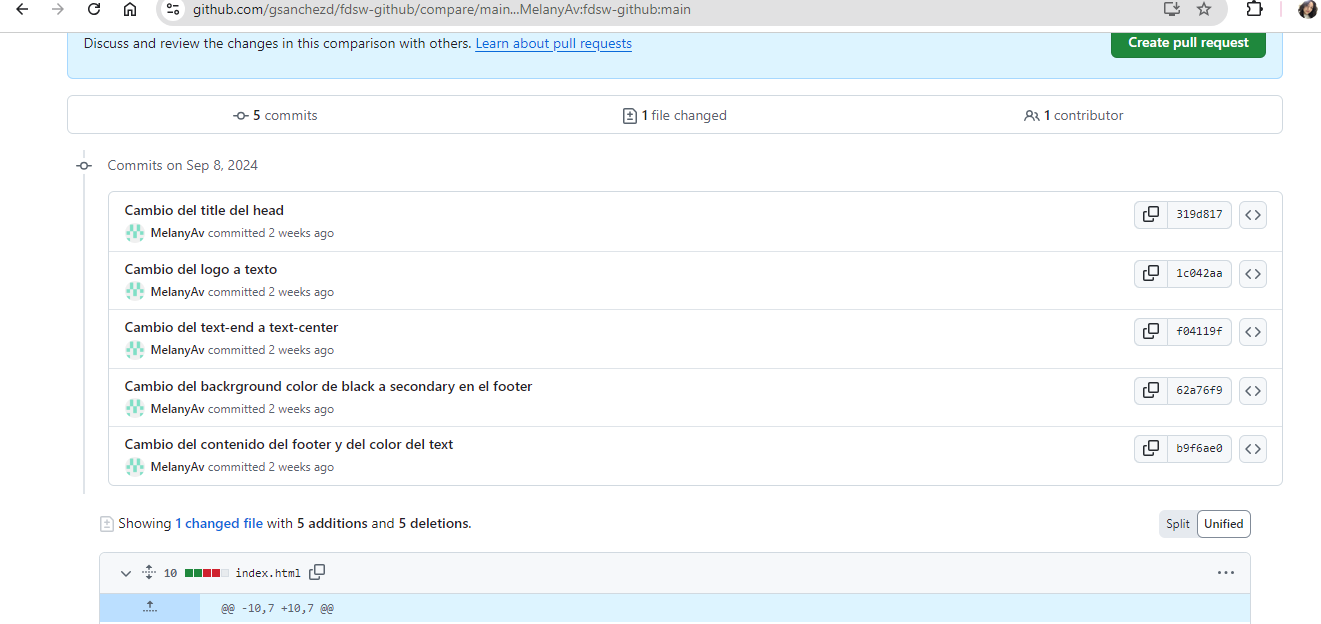 github.com/gsanchezd/fdsw-github/compare/main...MelanyAv:fdsw-github:main
Discuss and review the changes in this comparison with others. Learn about pull requests
Create pull request
5 commits
1 file changed
1 contributor
Commits on Sep 8, 2024
Cambio del title del head
MelanyAv committed 2 weeks ago
319d817
Cambio del logo a texto
MelanyAv committed 2 weeks ago
1c042aa
Cambio del text-end a text-center
MelanyAv committed 2 weeks ago
f04119f
Cambio del backrground color de black a secondary en el footer
MelanyAv committed 2 weeks ago
62a76f9
Cambio del contenido del footer y del color del text
MelanyAv committed 2 weeks ago
b9f6ae0
Showing 1 changed file with 5 additions and 5 deletions.
Split Unified
10 index.html
@@ -10,7 +10,7 @@